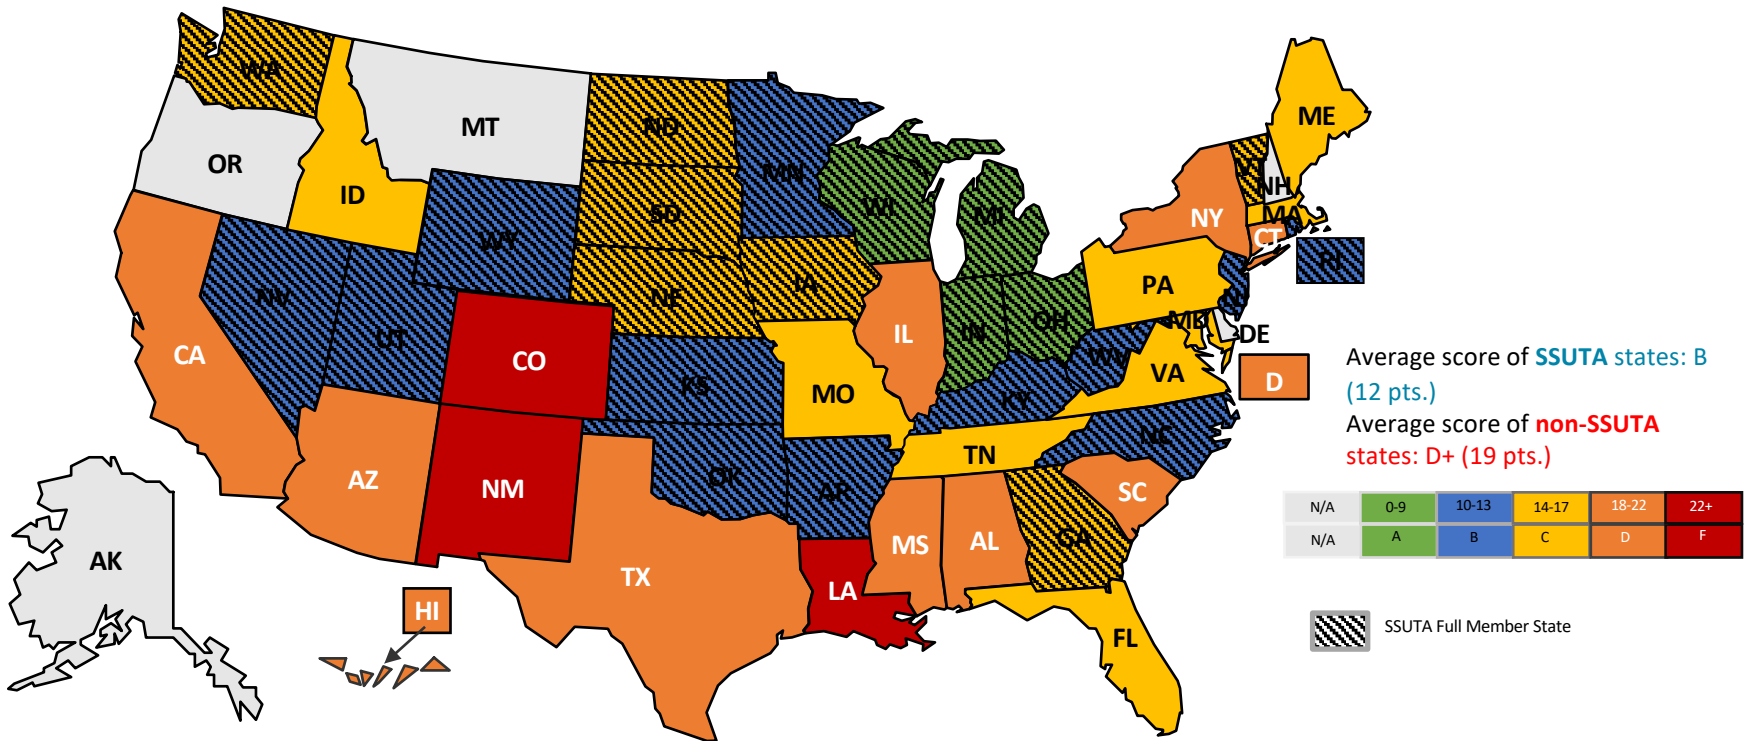 WA
MT
ND
MN
ME
OR
ID
SD
WI
MI
VT
NH
NY
MA
CT
RI
WY
NE
IA
PA
NJ
NV
UT
CO
IL
IN
OH
MD
DE
CA
KS
MO
WV
VA
KY
D
Average score of SSUTA states: B
(12 pts.)
Average score of non-SSUTA
states: D+ (19 pts.)
AZ
NM
OK
AR
TN
NC
SC
N/A 0-9 10-13 14-17 18-22 22+
N/A A B C D F
AK
TX
LA
MS
AL
GA
HI
FL
SSUTA Full Member State